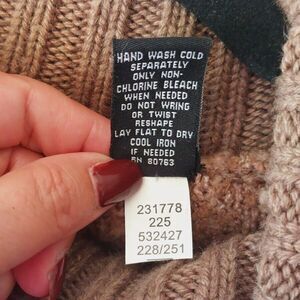 HAND WASH COLD
SEPARATELY
ONLY NON-
CHLORINE BLEACH
WHEN NEEDED
DO NOT WRING
OR TWIST
RESHAPE
LAY FLAT TO DRY
COOL IRON
IF NEEDED
RN 80763
231778
225
532427
228/251